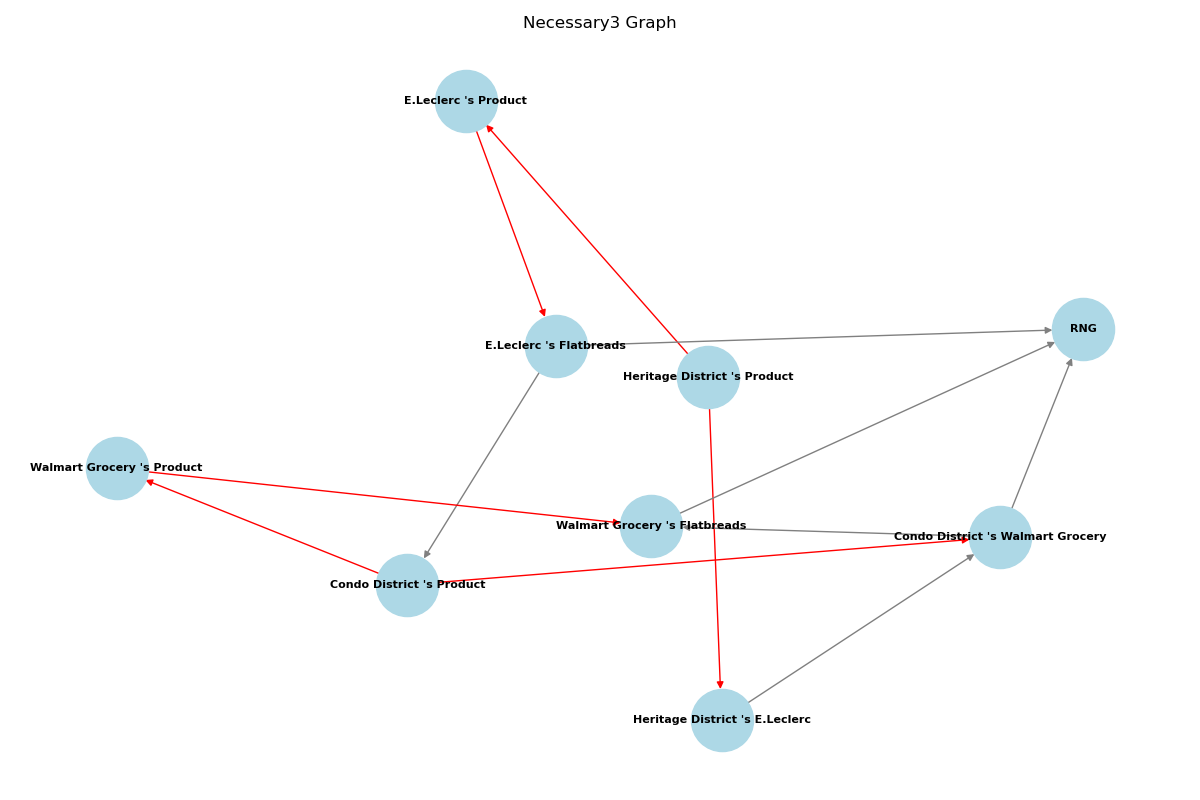 Necessary3 Graph
E.Leclerc 's Product
RNG
E.Leclerc 's Flatbreads
Heritage District 's Product
Walmart Grocery 's Product
Walmart Grocery 's Flatbreads
Condo District 's Walmart Grocery
Condo District 's Product
Heritage District 's E.Leclerc